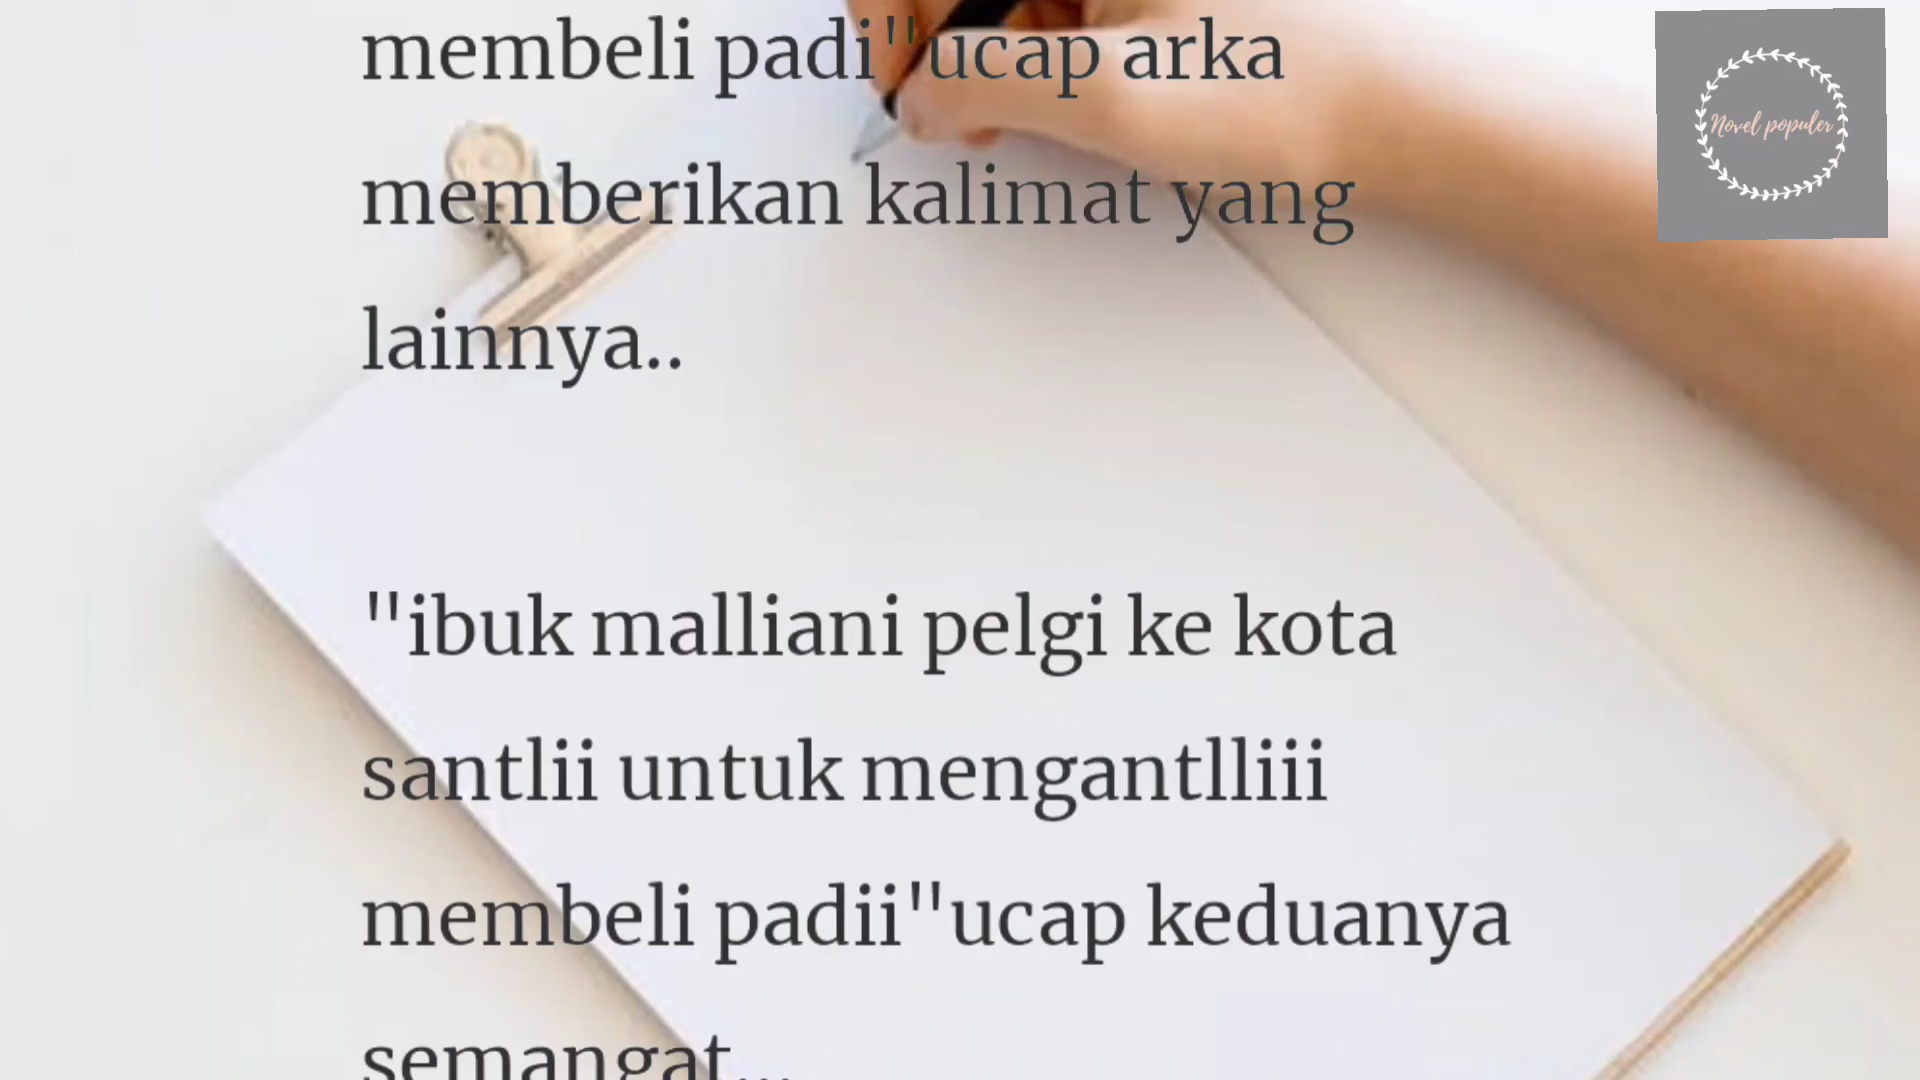 membeli padi"ucap arka
memberikan kalimat yang
lainnya..
"ibuk malliani pelgi ke kota
santlii untuk mengantlliii
membeli padii"ucap keduanya
semangat...
Novel populer